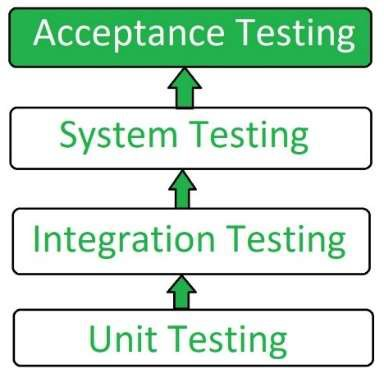 Acceptance Testing
System Testing
Integration Testing
Unit Testing